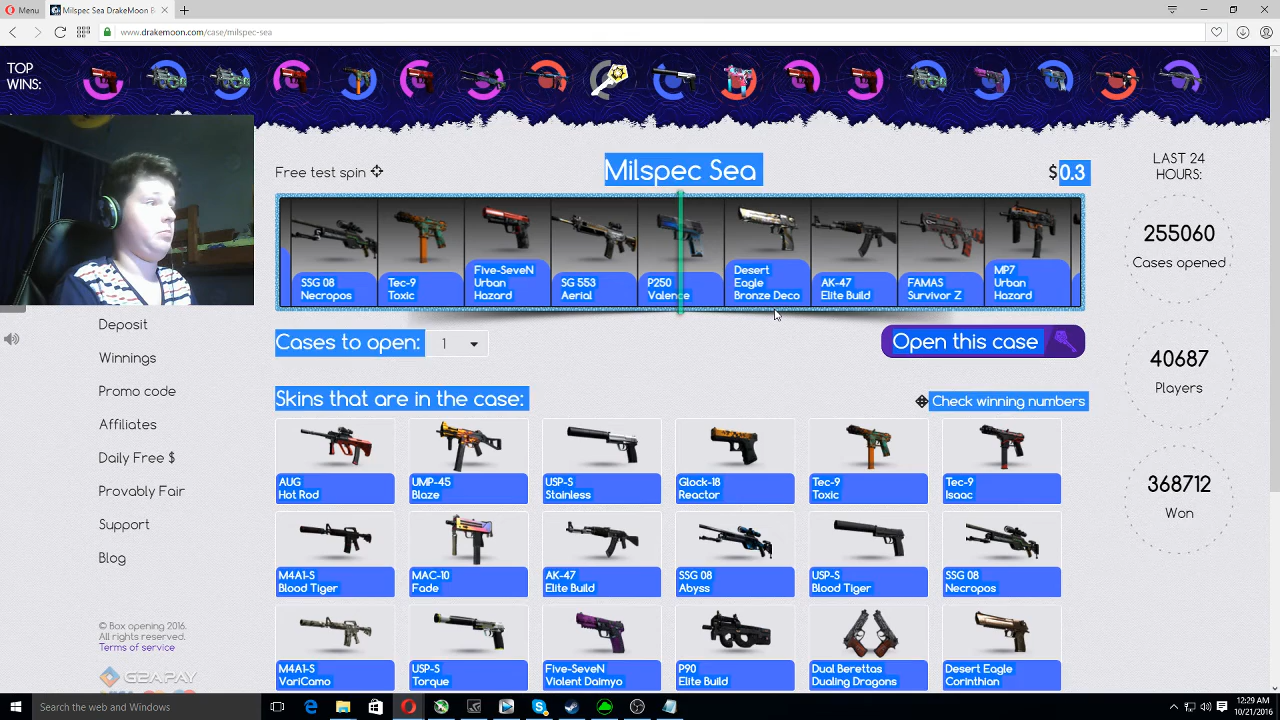 Menu
Milspec Sea DrakeMoon B
www.drakemoon.com/case/milspec-sea
TOP
WINS:
Free test spin
Milspec Sea
$0.3
SSG 08
Necropos
Tec-9
Toxic
Five-SeveN
Urban
Hazard
SG 553
Aerial
P250
Valence
Desert
Eagle
Bronze Deco
AK-47
Elite Build
FAMAS
Survivor Z
MP7
Urban
Hazard
Cases to open:
1
Open this case
Skins that are in the case:
Check winning numbers
AUG
Hot Rod
UMP-45
Blaze
USP-S
Stainless
Glock-18
Reactor
Tec-9
Toxic
Tec-9
Isaac
M4A1-S
Blood Tiger
MAC-10
Fade
AK-47
Elite Build
SSG 08
Abyss
USP-S
Blood Tiger
SSG 08
Necropos
M4A1-S
VariCamo
USP-S
Torque
Five-SeveN
Violent Daimyo
P90
Elite Build
Dual Berettas
Dualing Dragons
Desert Eagle
Corinthian
Deposit
Winnings
Promo code
Affiliates
Daily Free $
Provably Fair
Support
Blog
© Box opening 2016.
All rights reserved.
Terms of service
G2A PAY
LAST 24
HOURS:
255060
Cases opened
40687
Players
368712
Won
Search the web and Windows
12:29 AM
10/21/2016